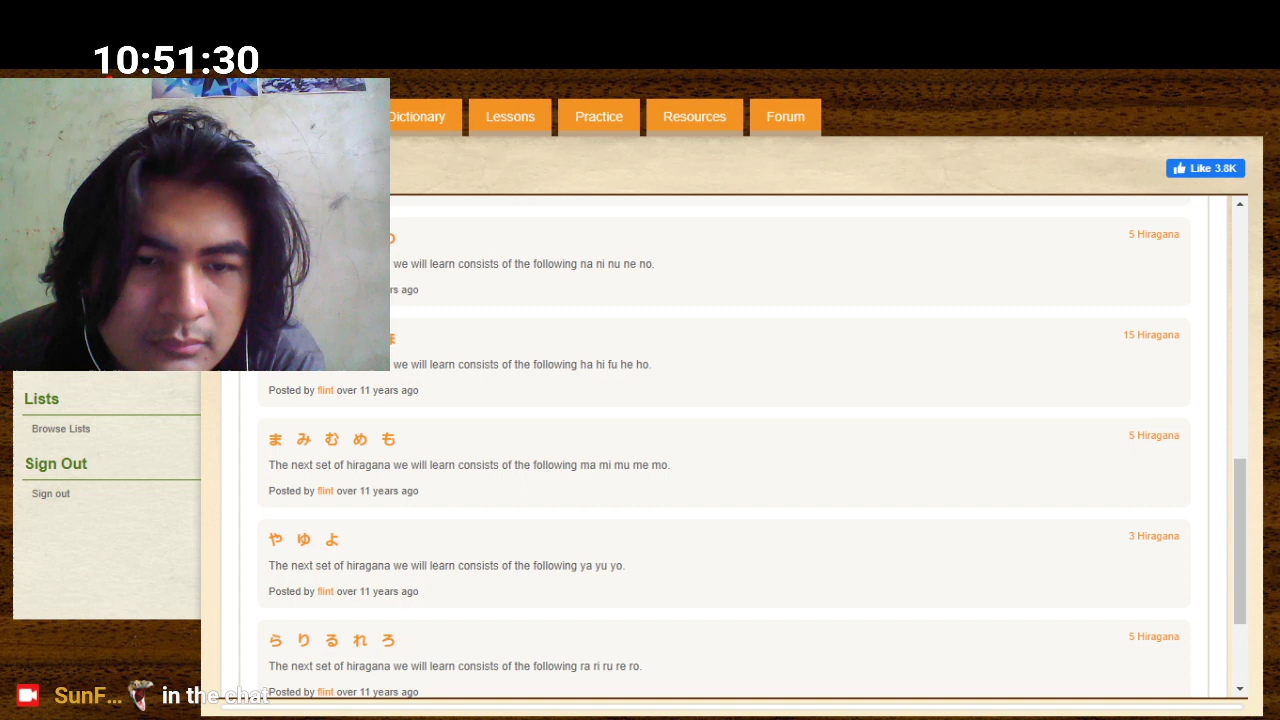 10:51:30
Dictionary
Lessons
Practice
Resources
Forum
Like 3.8K
5 Hiragana
we will learn consists of the following na ni nu ne no.
ago
15 Hiragana
we will learn consists of the following ha hi fu he ho.
Posted by flint over 11 years ago
Lists
Browse Lists
Sign Out
Sign out
ま み む め も
5 Hiragana
The next set of hiragana we will learn consists of the following ma mi mu me mo.
Posted by flint over 11 years ago
や ゆ よ
3 Hiragana
The next set of hiragana we will learn consists of the following ya yu yo.
Posted by flint over 11 years ago
ら り る れ ろ
5 Hiragana
The next set of hiragana we will learn consists of the following ra ri ru re ro.
Posted by flint over 11 years ago
SunF... in the chat